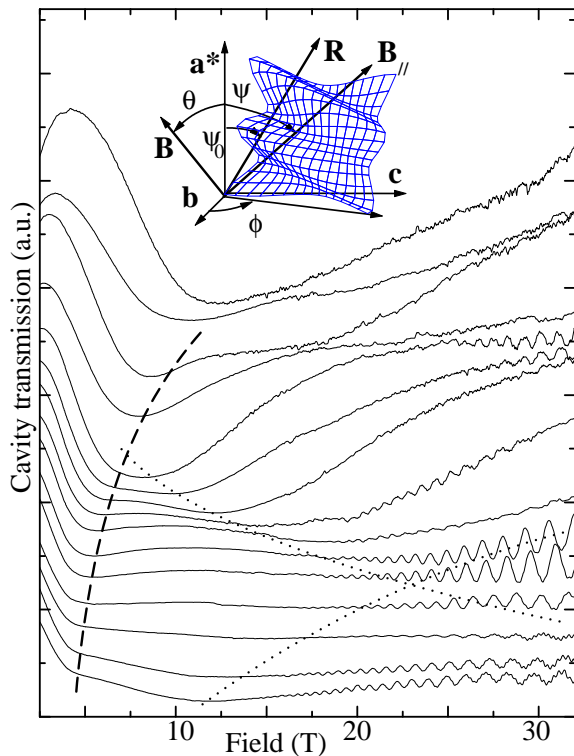 a*
ψ
R
B//
θ
ψ0
B
c
b
ϕ
Cavity transmission (a.u.)
10
20
30
Field (T)